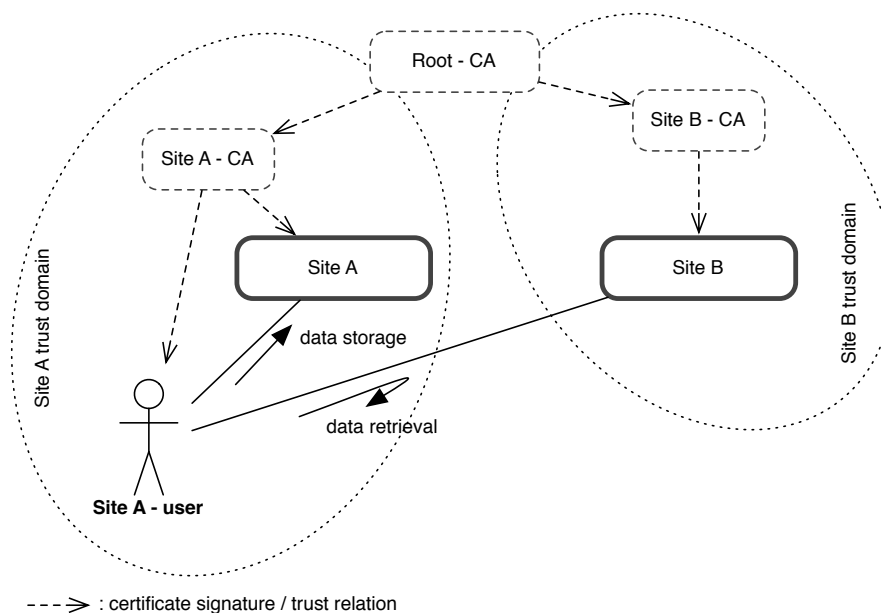 Root - CA
Site B - CA
Site A - CA
Site A
Site B
Site A trust domain
Site B trust domain
data storage
data retrieval
Site A - user
: certificate signature / trust relation